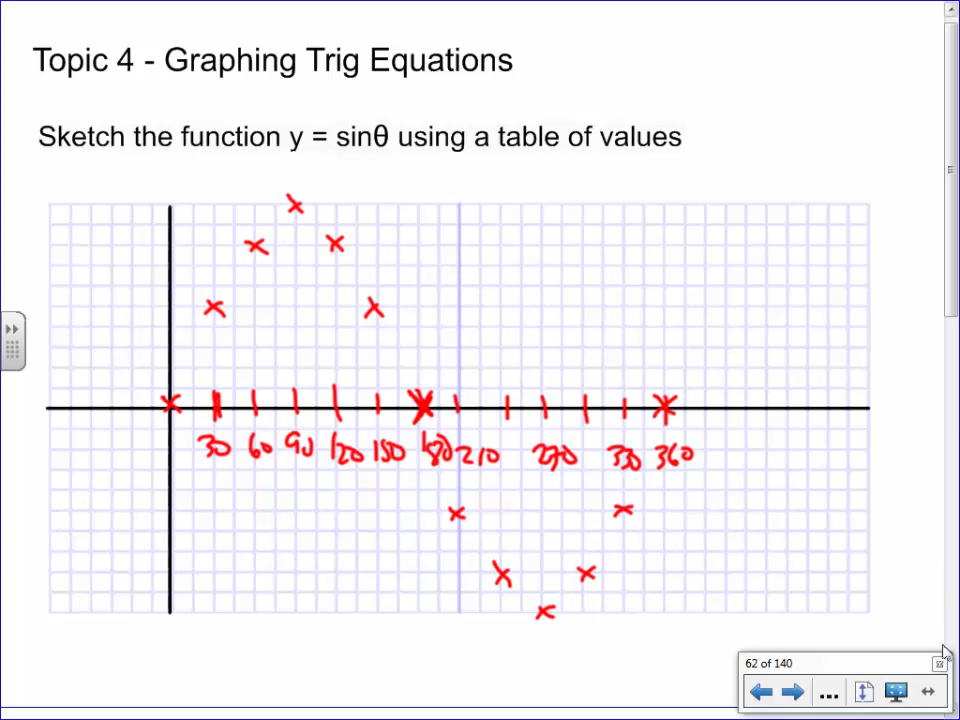 Topic 4 - Graphing Trig Equations
Sketch the function y = sinθ using a table of values
30 60 90 120 150 180 210 270 330 360
62 of 140